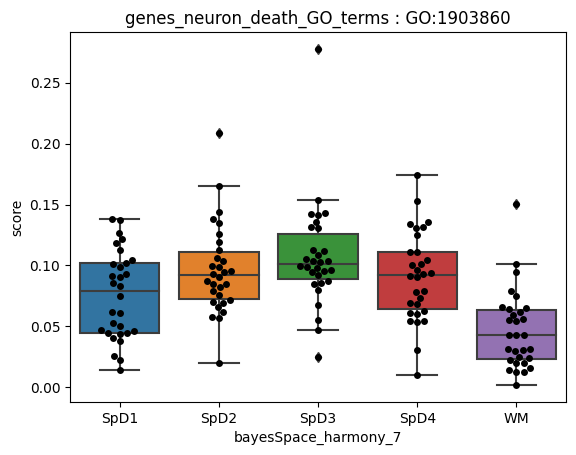 genes_neuron_death_GO_terms : GO:1903860
score
0.25
0.20
0.15
0.10
0.05
0.00
SpD1 SpD2 SpD3 SpD4 WM
bayesSpace_harmony_7